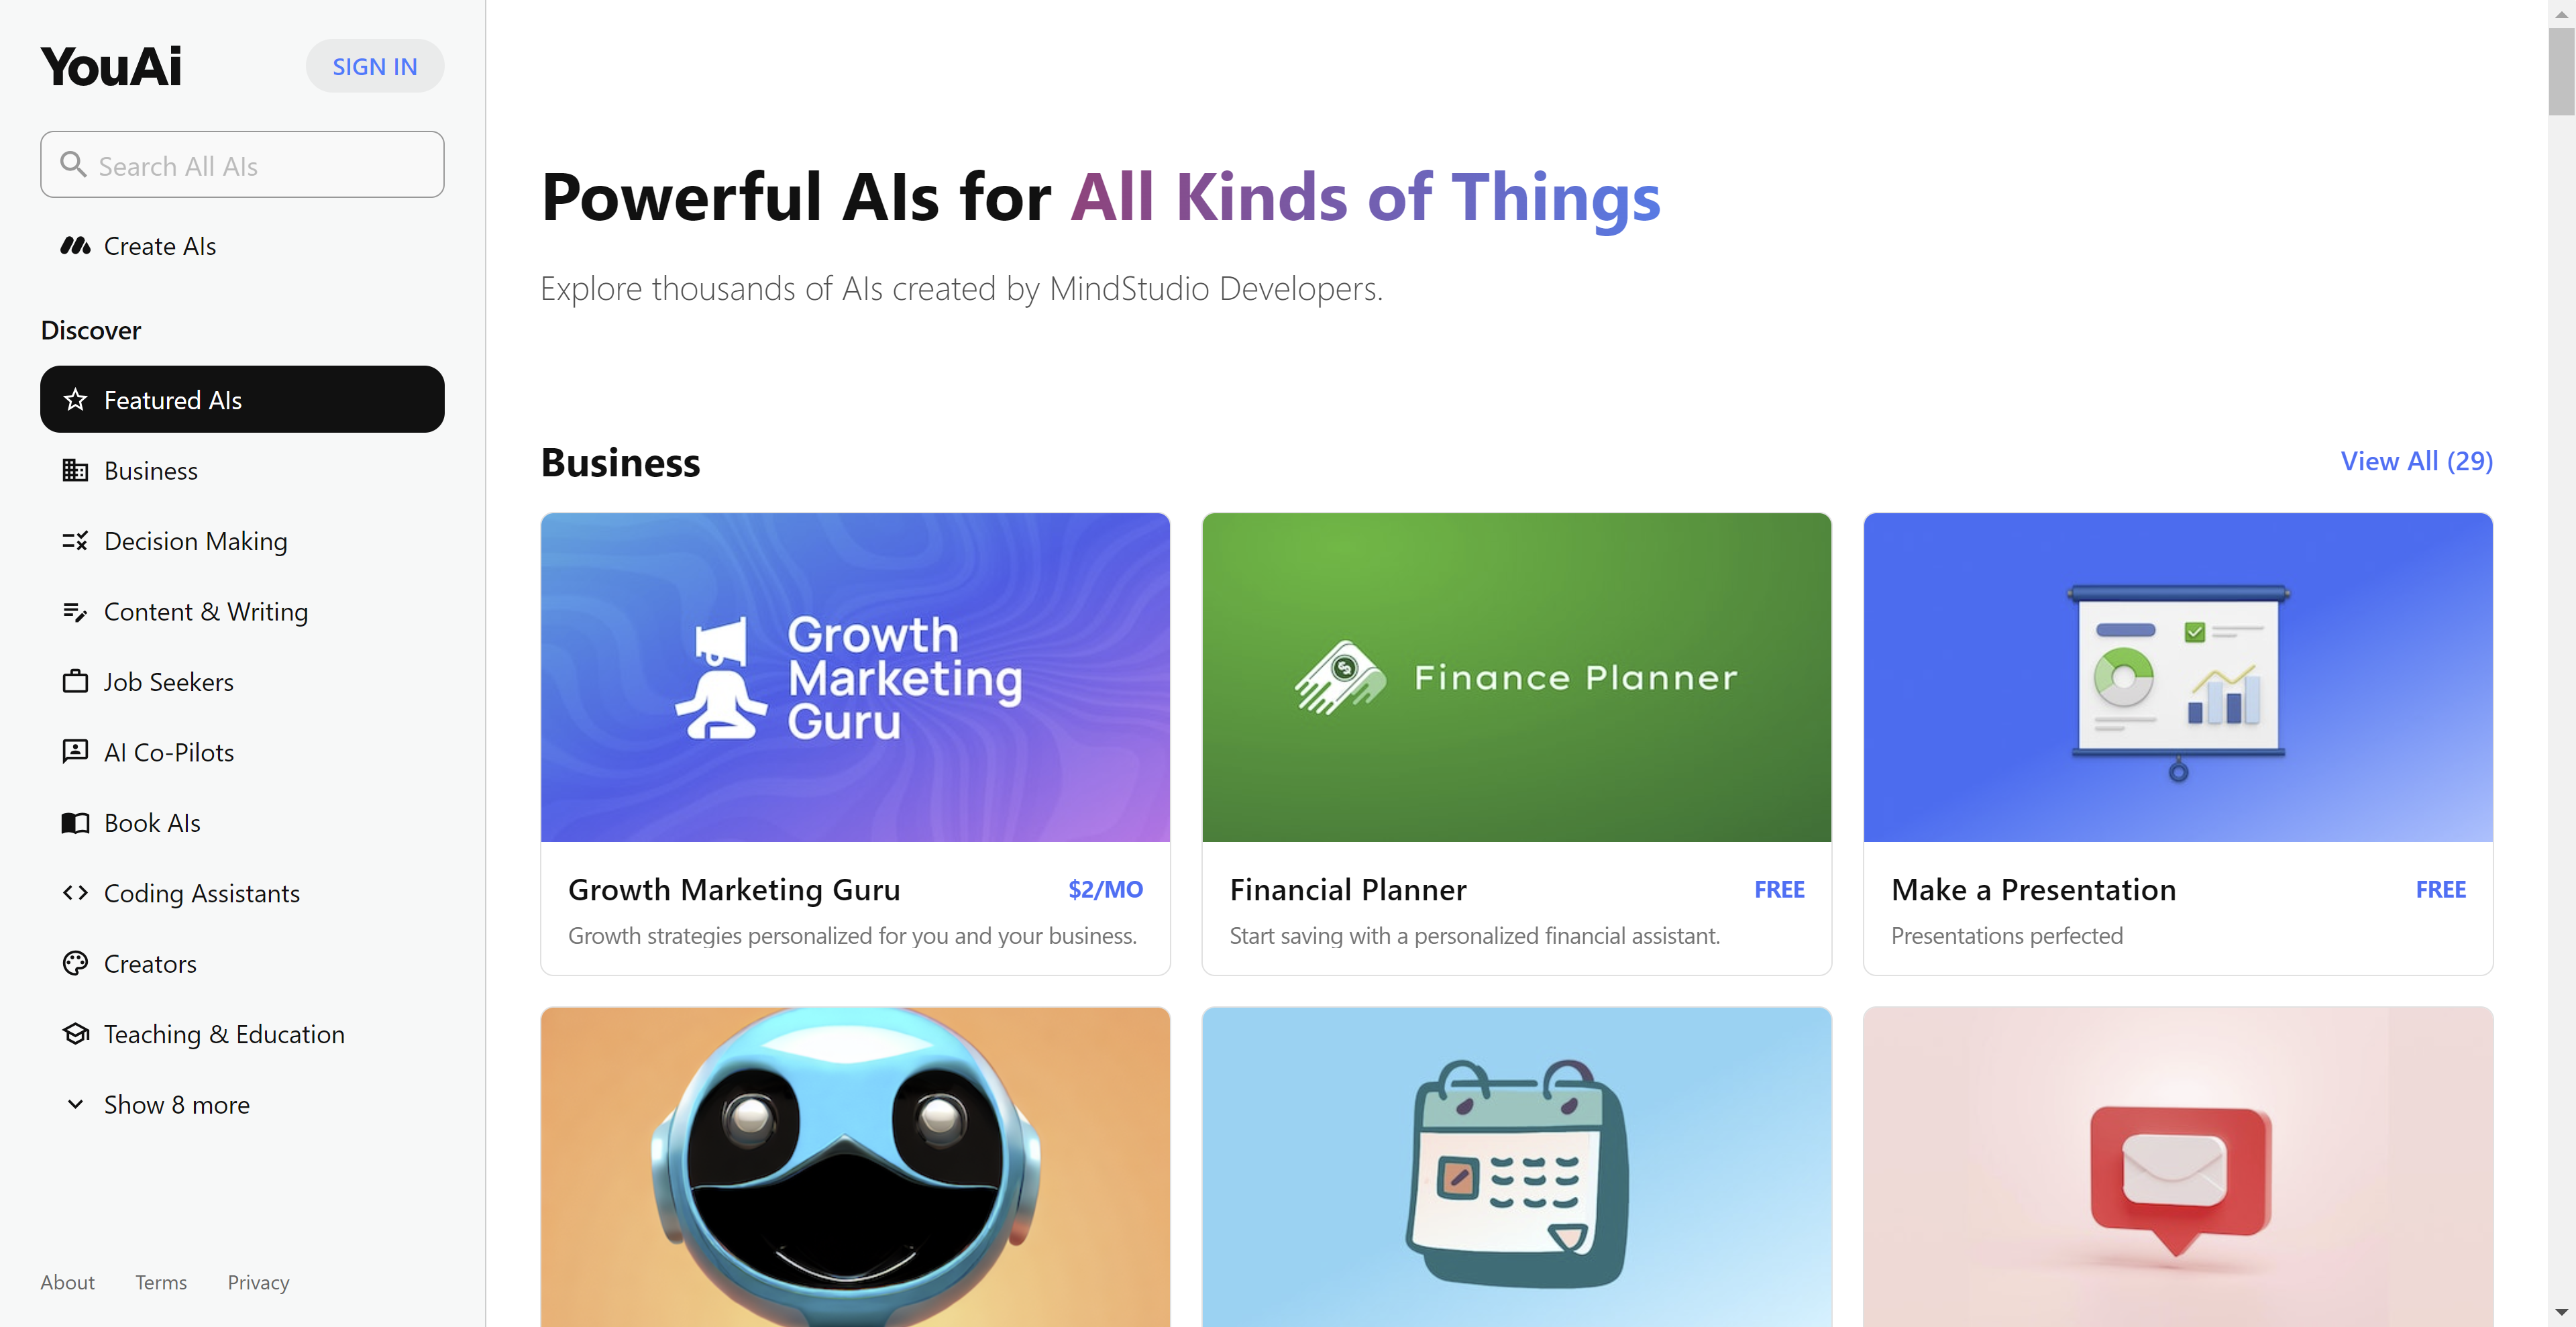 YouAi
SIGN IN
Search All AIs
Create AIs
Discover
Featured AIs
Business
Decision Making
Content & Writing
Job Seekers
AI Co-Pilots
Book AIs
Coding Assistants
Creators
Teaching & Education
Show 8 more
About
Terms
Privacy
Powerful AIs for All Kinds of Things
Explore thousands of AIs created by MindStudio Developers.
Business
View All (29)
Growth
Marketing
Guru
Growth Marketing Guru
$2/MO
Growth strategies personalized for you and your business.
Finance Planner
Financial Planner
FREE
Start saving with a personalized financial assistant.
Make a Presentation
FREE
Presentations perfected